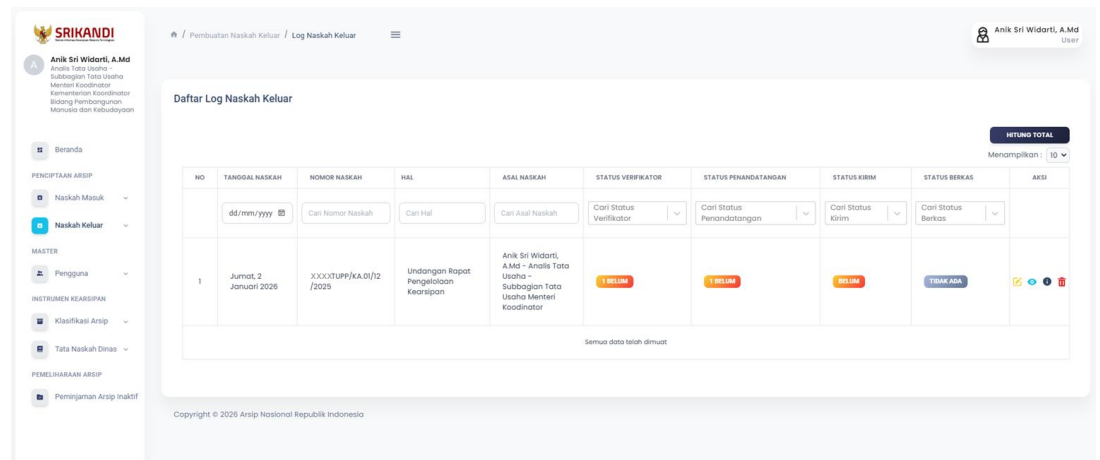 SRIKANDI
Anik Sri Widarti, A.Md
Analis Tata Usaha -
Subbagian Tata Usaha
Menteri Koodinator
Kementerian Koordinator
Bidang Pembangunan
Manusia dan Kebudayaan
A
Beranda
PENCIPTAAN ARSIP
Naskah Masuk
Naskah Keluar
MASTER
Pengguna
INSTRUMEN KEARSIPAN
Klasifikasi Arsip
Tata Naskah Dinas
PEMELIHARAAN ARSIP
Peminjaman Arsip Inaktif
/ Pembuatan Naskah Keluar / Log Naskah Keluar
Anik Sri Widarti, A.Md
User
Daftar Log Naskah Keluar
HITUNG TOTAL
Menampilkan : 10
NO TANGGAL NASKAH NOMOR NASKAH HAL ASAL NASKAH STATUS VERIFIKATOR STATUS PENANDATANGAN STATUS KIRIM STATUS BERKAS AKSI
dd/mm/yyyy Cari Nomor Naskah Cari Hal Cari Asal Naskah Cari Status Verifikator Cari Status Penandatangan Cari Status Kirim Cari Status Berkas
1
Jumat, 2
Januari 2026
XXXXTUPP/KA.01/12
/2025
Undangan Rapat
Pengelolaan
Kearsipan
Anik Sri Widarti,
A.Md - Analis Tata
Usaha -
Subbagian Tata
Usaha Menteri
Koodinator
1 BELUM
1 BELUM
BELUM
TIDAK ADA
Semua data telah dimuat
Copyright © 2026 Arsip Nasional Republik Indonesia